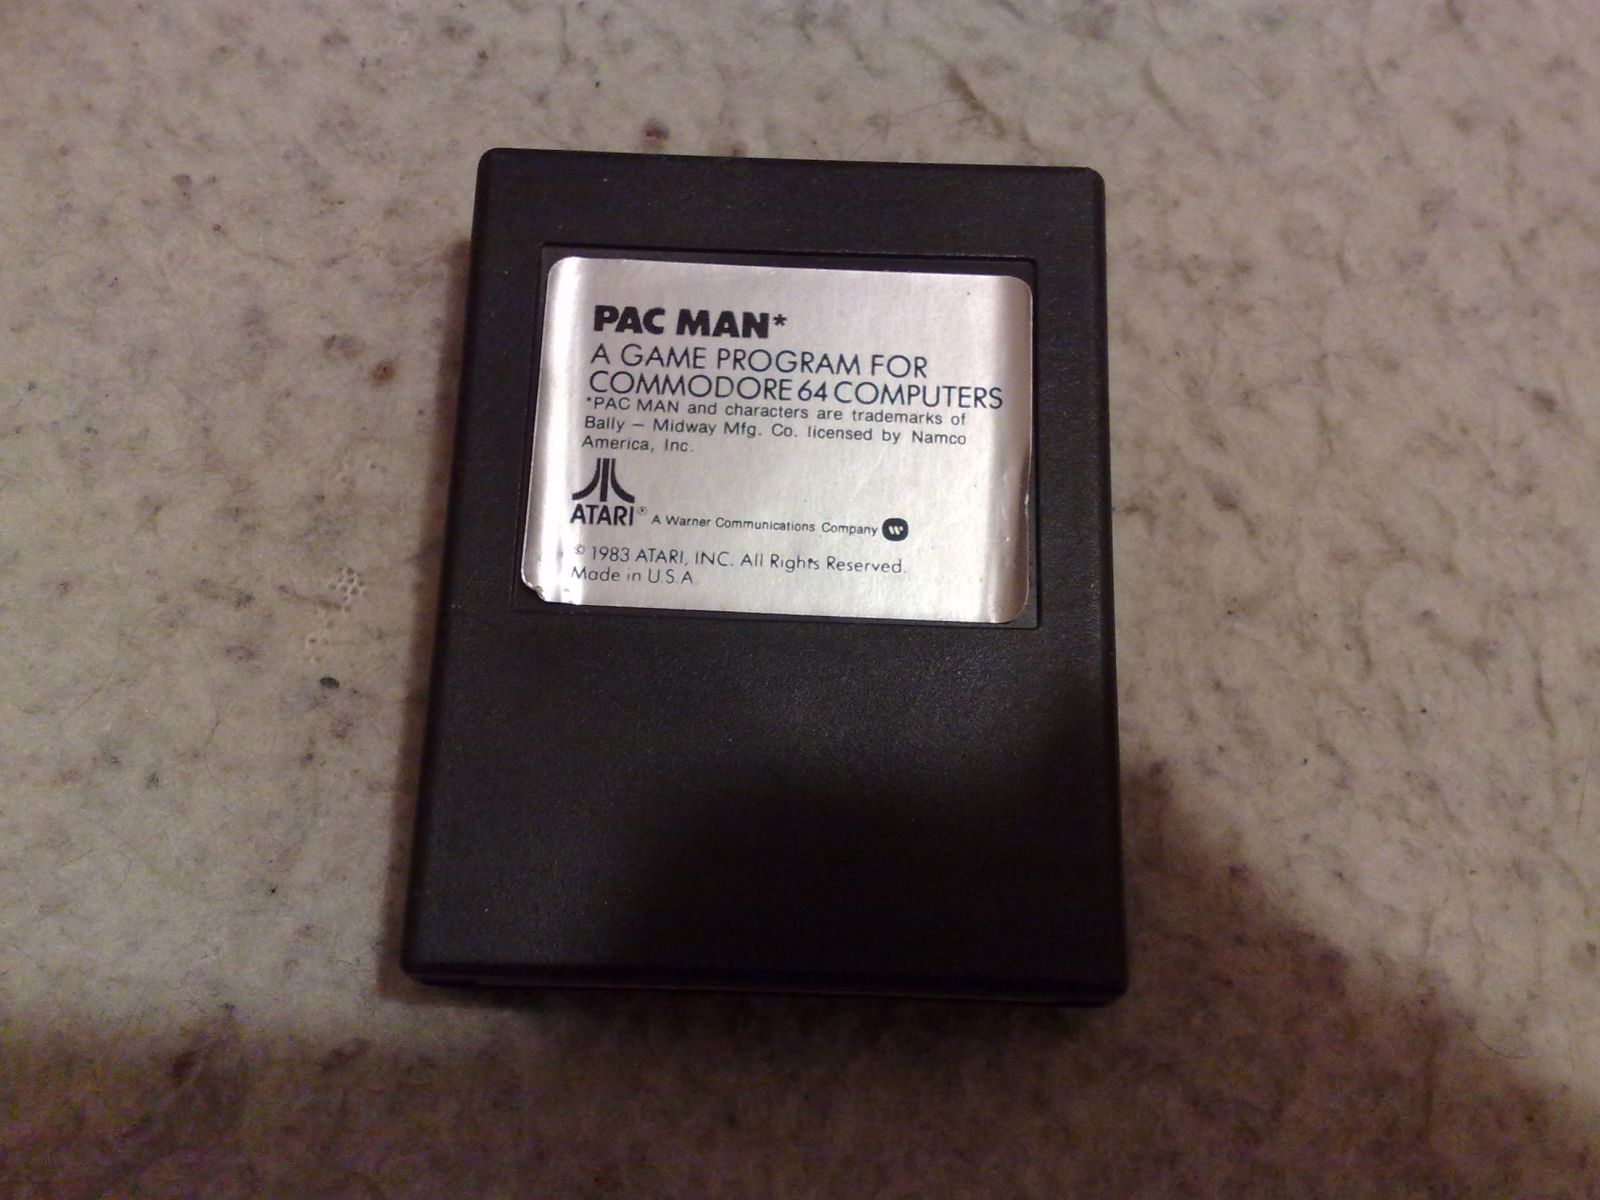 PAC MAN*
A GAME PROGRAM FOR
COMMODORE 64 COMPUTERS
*PAC MAN and characters are trademarks of
Bally – Midway Mfg. Co. licensed by Namco
America, Inc.
ATARI® A Warner Communications Company
© 1983 ATARI, INC. All Rights Reserved.
Made in U.S.A